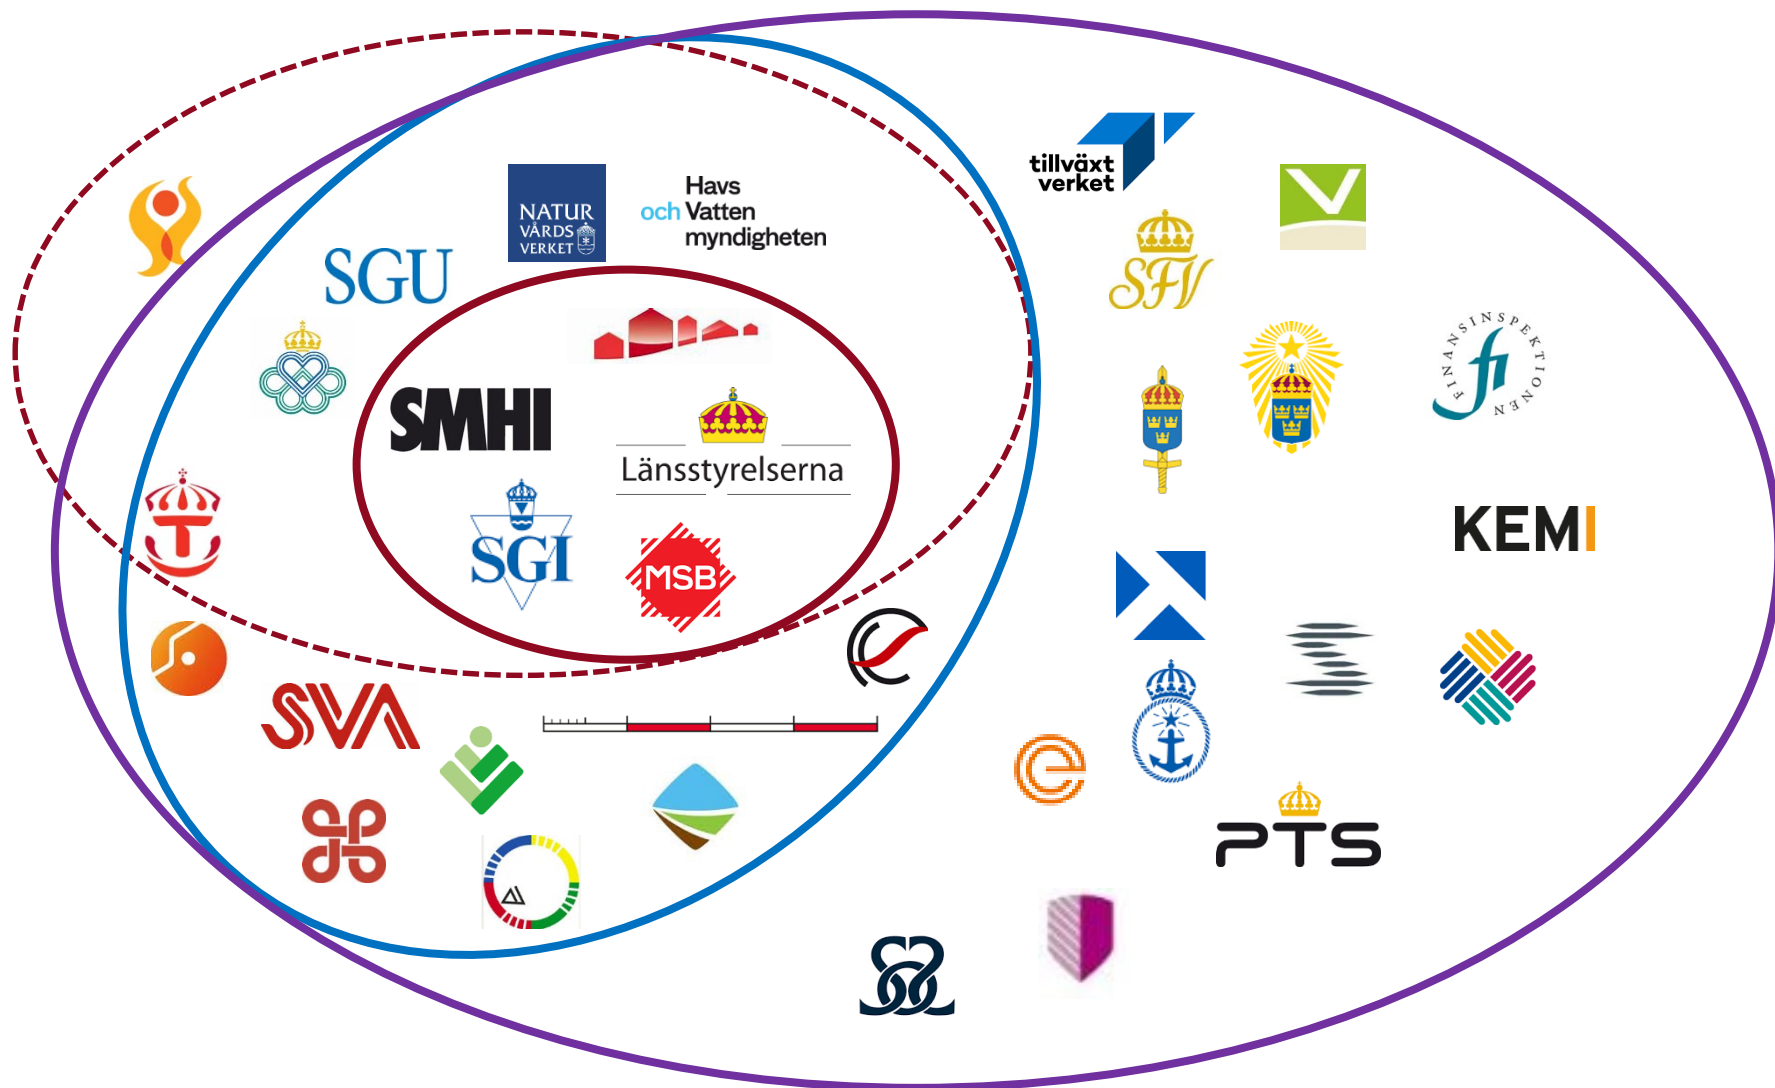 tillväxt
verket
NATUR
VÅRDS
VERKET
Havs
och Vatten
myndigheten
SGU
SFV
FINANSINSPEKTIONEN
fi
SMHI
Länsstyrelserna
SGI
MSB
T
KEMI
SVA
e
PTS